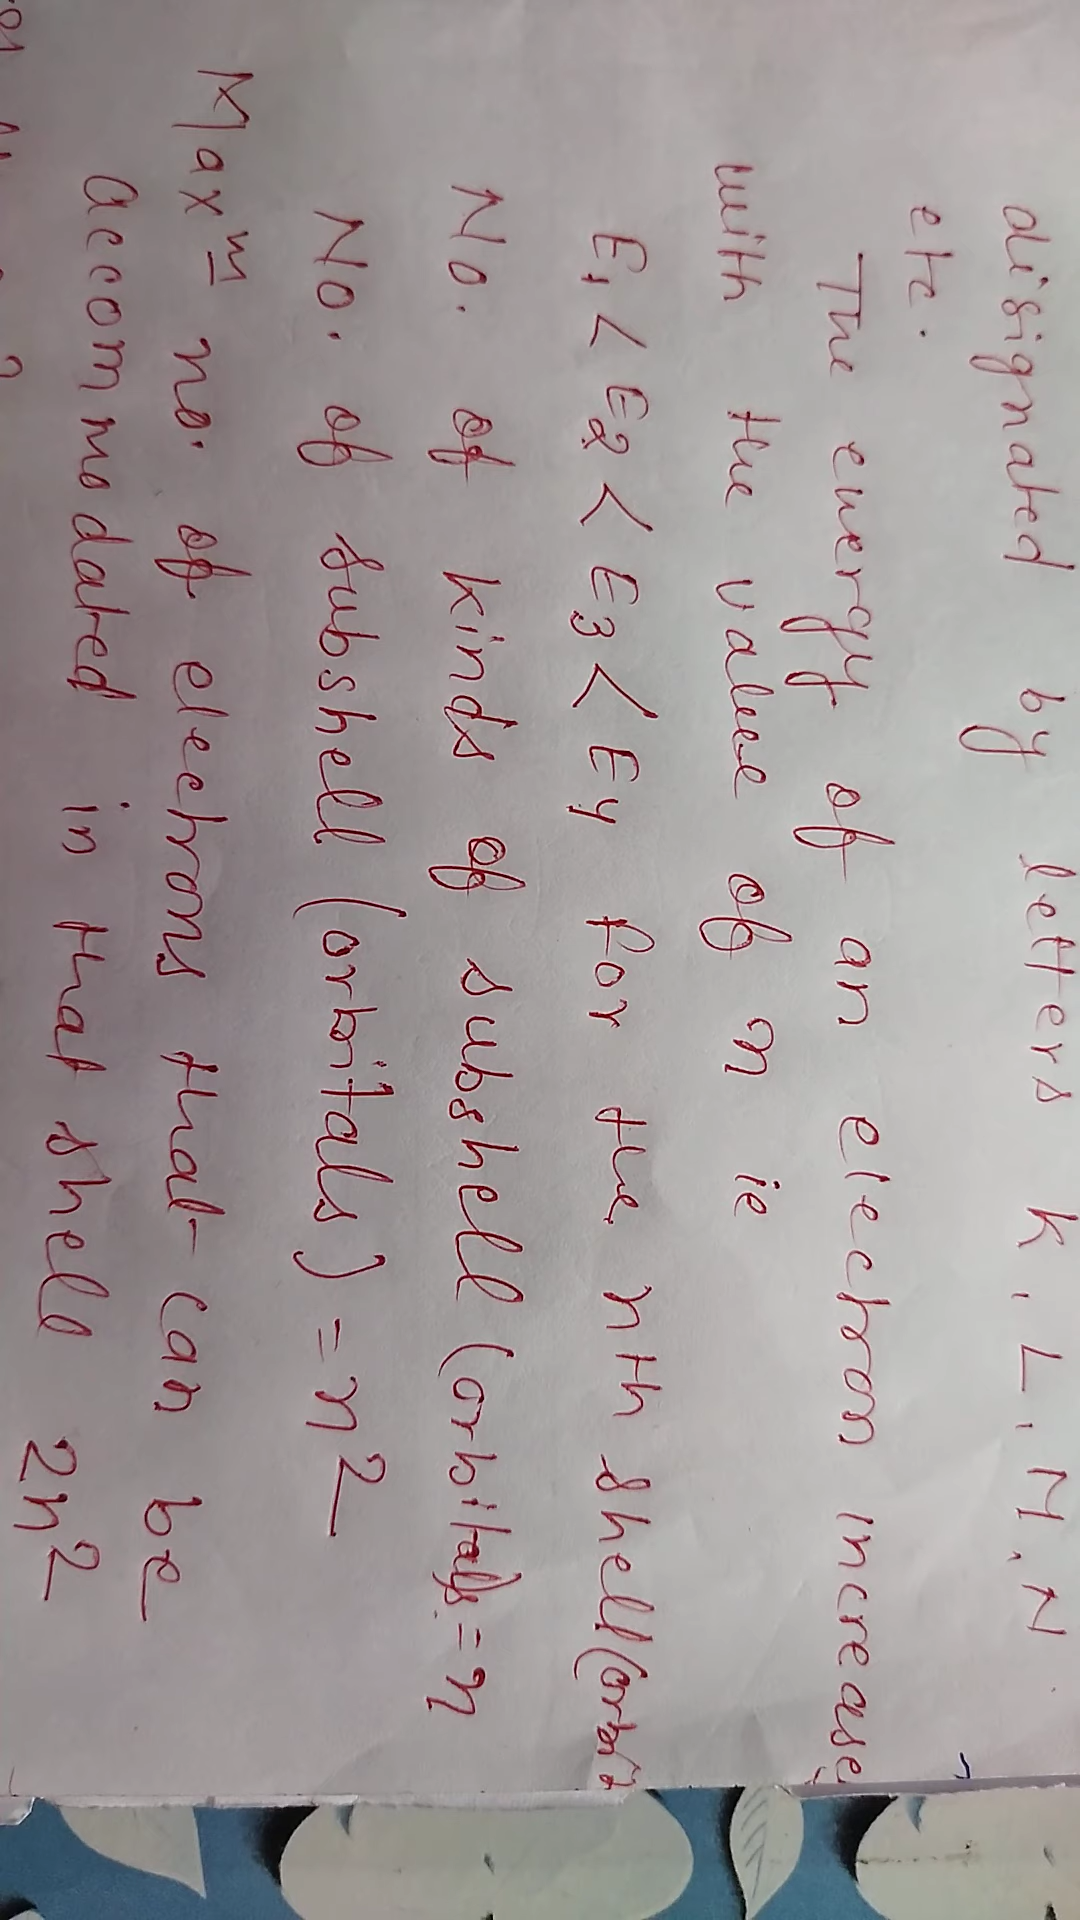 disignated by letters K, L, M, N
etc.
The energy of an electron increases
with the value of n ie
E1 < E2 < E3 < E4 for the nth shell (orbit
No. of kinds of subshell (orbitals = n
No. of subshell (orbitals) = n²
Maxᵐ no. of electrons that can be
accommodated in that shell 2n²